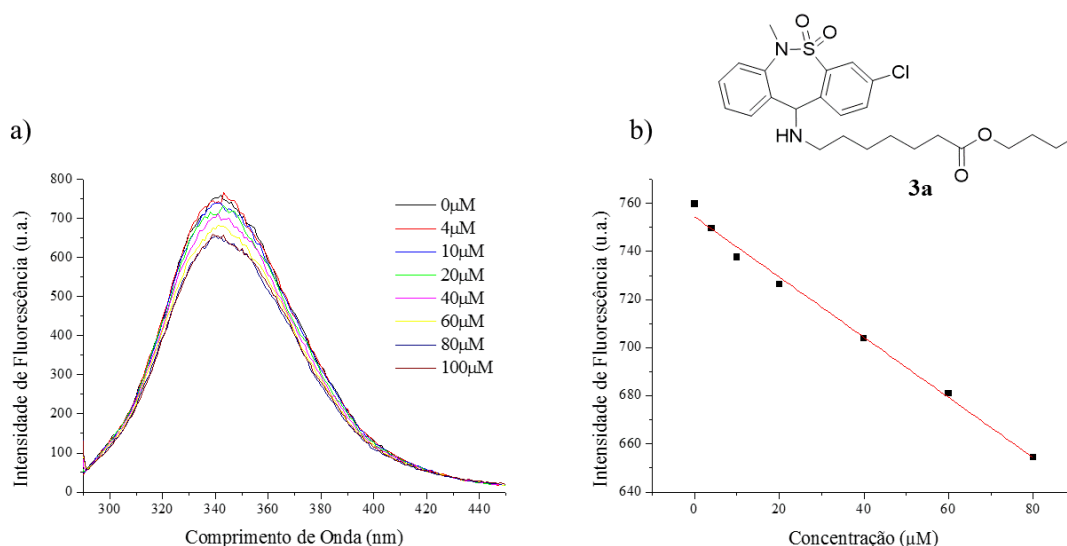 a)
Intensidade de Fluorescência (u.a.)
800
700
600
500
400
300
200
100
0
300
320
340
360
380
400
420
440
Comprimento de Onda (nm)
0μM
4μM
10μM
20μM
40μM
60μM
80μM
100μM
b)
N
S
O
O
Cl
HN
O
O
3a
Intensidade de Fluorescência (u.a.)
760
740
720
700
680
660
640
0
20
40
60
80
Concentração (μM)